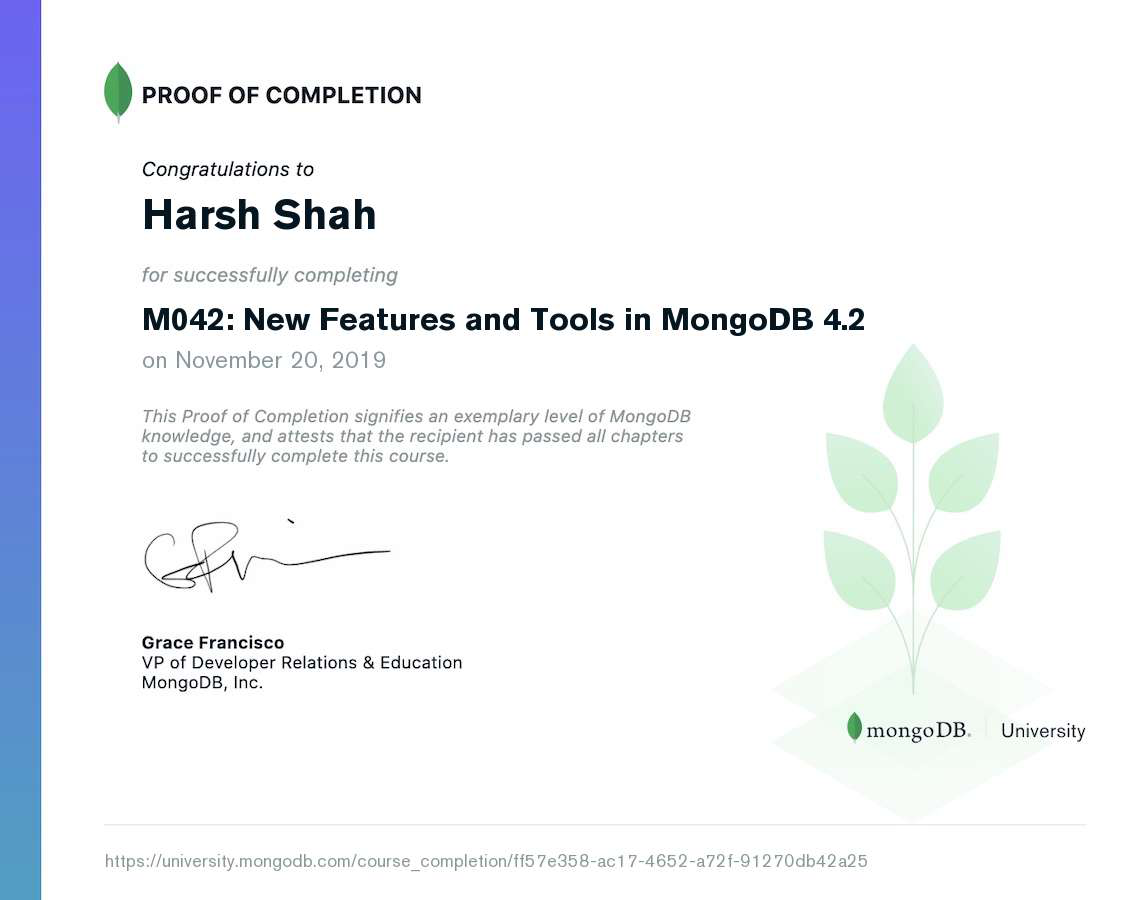 PROOF OF COMPLETION
Congratulations to
Harsh Shah
for successfully completing
M042: New Features and Tools in MongoDB 4.2
on November 20, 2019
This Proof of Completion signifies an exemplary level of MongoDB
knowledge, and attests that the recipient has passed all chapters
to successfully complete this course.
Grace Francisco
VP of Developer Relations & Education
MongoDB, Inc.
mongoDB. University
https://university.mongodb.com/course_completion/ff57e358-ac17-4652-a72f-91270db42a25